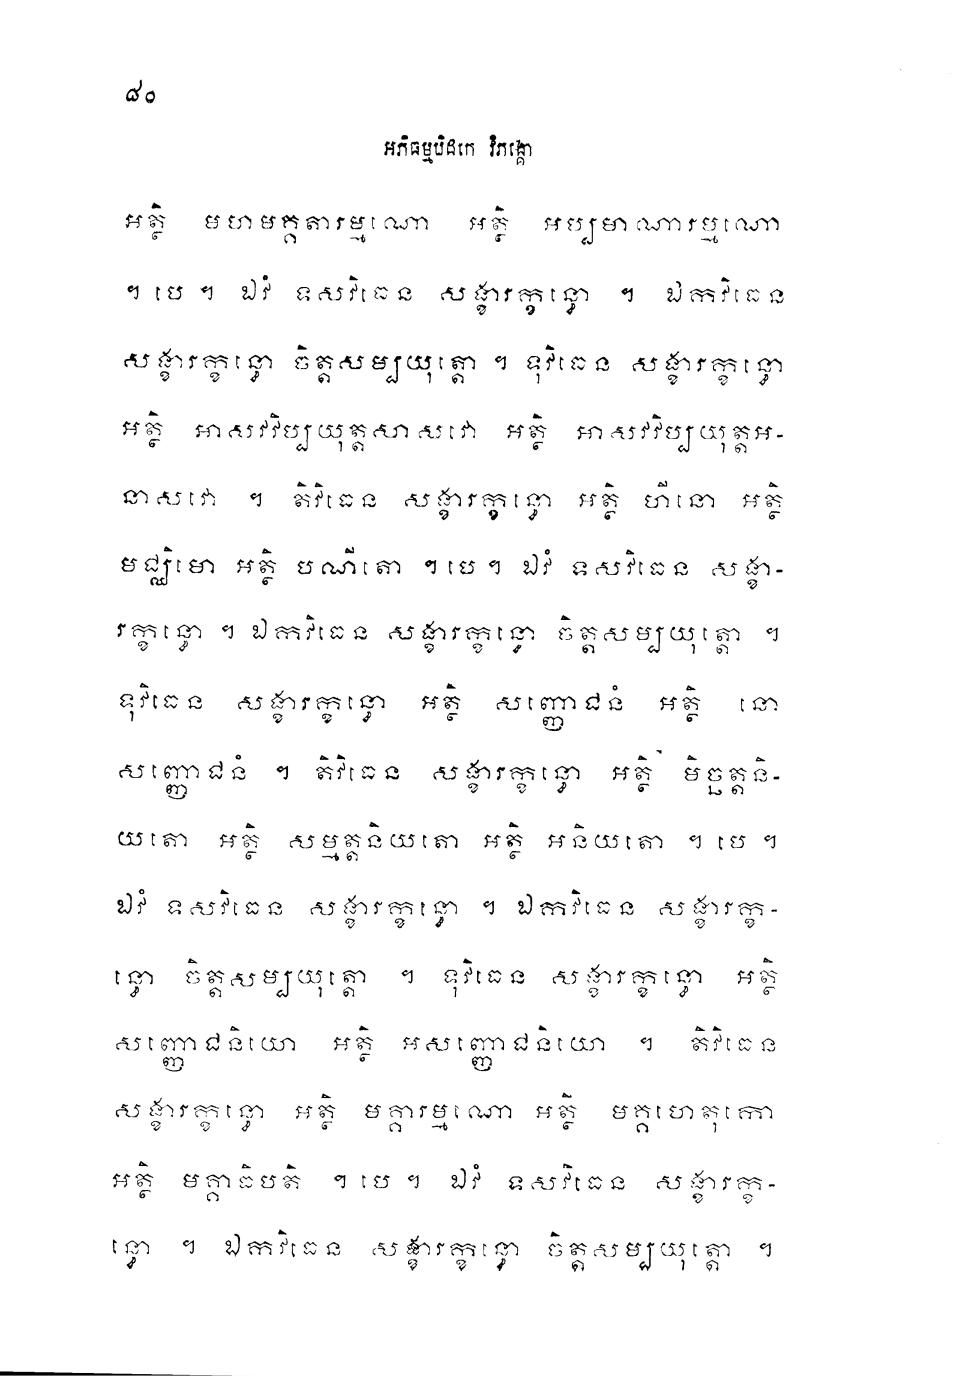 ៨០
អភិធម្មបិដកេ វិភង្គោ
អត្ថិ មហមគ្គតារម្មណោ អត្ថិ អប្បមាណារម្មណោ
។ បេ ។ ឯវំ ទសវិធេន សង្ខារក្ខន្ធោ ។ ឯកវិធេន
សង្ខារក្ខន្ធោ ចិត្តសម្បយុត្តោ ។ ទុវិធេន សង្ខារក្ខន្ធោ
អត្ថិ អាសវវិប្បយុត្តសាសវោ អត្ថិ អាសវវិប្បយុត្តអ-
នាសវោ ។ តិវិធេន សង្ខារក្ខន្ធោ អត្ថិ ហីនោ អត្ថិ
មជ្ឈិមោ អត្ថិ បណីតោ ។ បេ ។ ឯវំ ទសវិធេន សង្ខា-
រក្ខន្ធោ ។ ឯកវិធេន សង្ខារក្ខន្ធោ ចិត្តសម្បយុត្តោ ។
ទុវិធេន សង្ខារក្ខន្ធោ អត្ថិ សញ្ញោជនំ អត្ថិ នោ
សញ្ញោជនំ ។ តិវិធេន សង្ខារក្ខន្ធោ អត្ថិ មិច្ឆត្តនិ-
យតោ អត្ថិ សម្មត្តនិយតោ អត្ថិ អនិយតោ ។ បេ ។
ឯវំ ទសវិធេន សង្ខារក្ខន្ធោ ។ ឯកវិធេន សង្ខារក្ខ-
ន្ធោ ចិត្តសម្បយុត្តោ ។ ទុវិធេន សង្ខារក្ខន្ធោ អត្ថិ
សញ្ញោជនិយោ អត្ថិ អសញ្ញោជនិយោ ។ តិវិធេន
សង្ខារក្ខន្ធោ អត្ថិ មគ្គារម្មណោ អត្ថិ មគ្គហេតុកោ
អត្ថិ មគ្គាធិបតិ ។ បេ ។ ឯវំ ទសវិធេន សង្ខារក្ខ-
ន្ធោ ។ ឯកវិធេន សង្ខារក្ខន្ធោ ចិត្តសម្បយុត្តោ ។